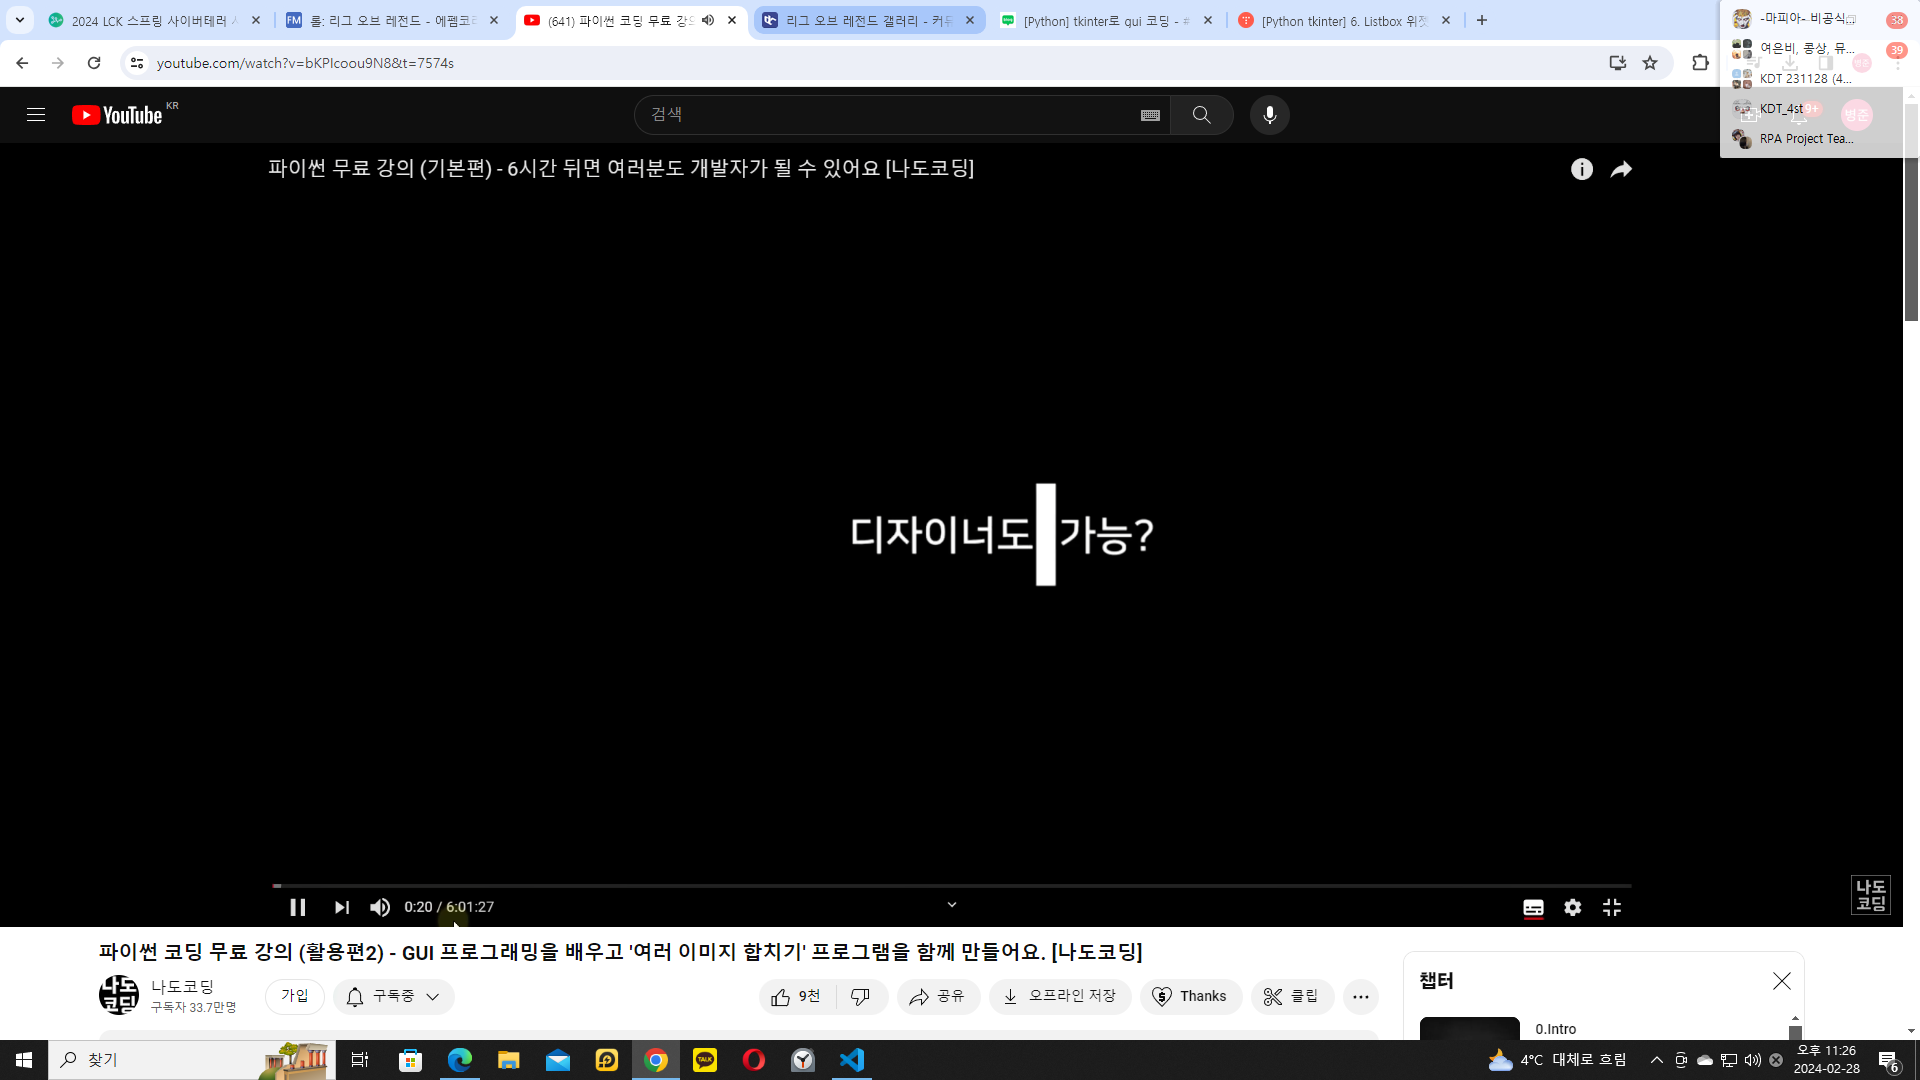 2024 LCK 스프링 사이버테러
롤: 리그 오브 레전드 - 에펨코리
(641) 파이썬 코딩 무료 강의
리그 오브 레전드 갤러리 - 커뮤
[Python] tkinter로 gui 코딩 - #
[Python tkinter] 6. Listbox 위젯
-마피아- 비공식...
38
youtube.com/watch?v=bKPIcoou9N8&t=7574s
여은비, 콩상, 뮤...
39
KDT 231128 (4...
YouTube KR
검색
KDT_4st
9+
병준
RPA Project Tea...
파이썬 무료 강의 (기본편) - 6시간 뒤면 여러분도 개발자가 될 수 있어요 [나도코딩]
디자이너도 가능?
나도
코딩
0:20 / 6:01:27
파이썬 코딩 무료 강의 (활용편2) - GUI 프로그래밍을 배우고 '여러 이미지 합치기' 프로그램을 함께 만들어요. [나도코딩]
챕터
나도
코딩
나도코딩
구독자 33.7만명
가입
구독중
9천
공유
오프라인 저장
Thanks
클립
0.Intro
찾기
TALK
4°C 대체로 흐림
오후 11:26
2024-02-28
6